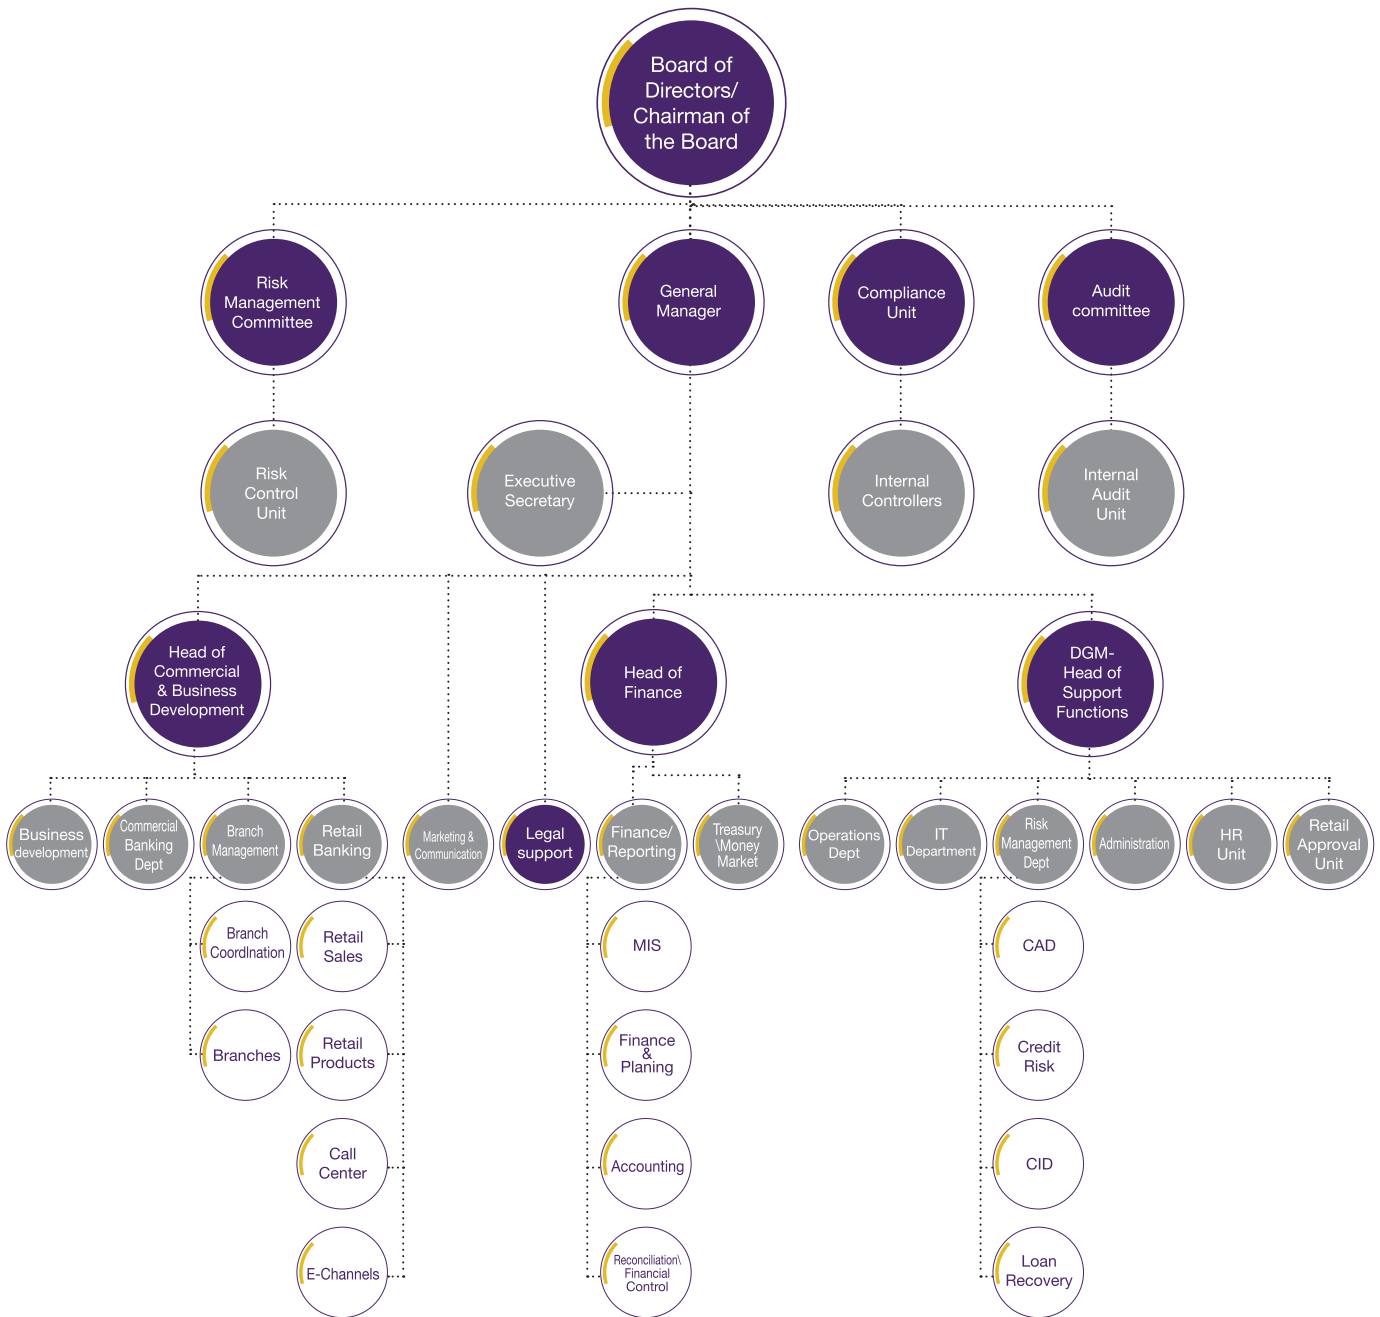 Board of
Directors/
Chairman of
the Board
Risk
Management
Committee
General
Manager
Compliance
Unit
Audit
committee
Risk
Control
Unit
Executive
Secretary
Internal
Controllers
Internal
Audit
Unit
Head of
Commercial
& Business
Development
Head of
Finance
DGM-
Head of
Support
Functions
Business
development
Commercial
Banking
Dept
Branch
Management
Retail
Banking
Marketing &
Communication
Legal
support
Finance/
Reporting
Treasury
\Money
Market
Operations
Dept
IT
Department
Risk
Management
Dept
Administration
HR
Unit
Retail
Approval
Unit
Branch
CoordInation
Retail
Sales
MIS
CAD
Branches
Retail
Products
Finance
&
Planing
Credit
Risk
Call
Center
Accounting
CID
E-Channels
Reconciliation\
Financial
Control
Loan
Recovery